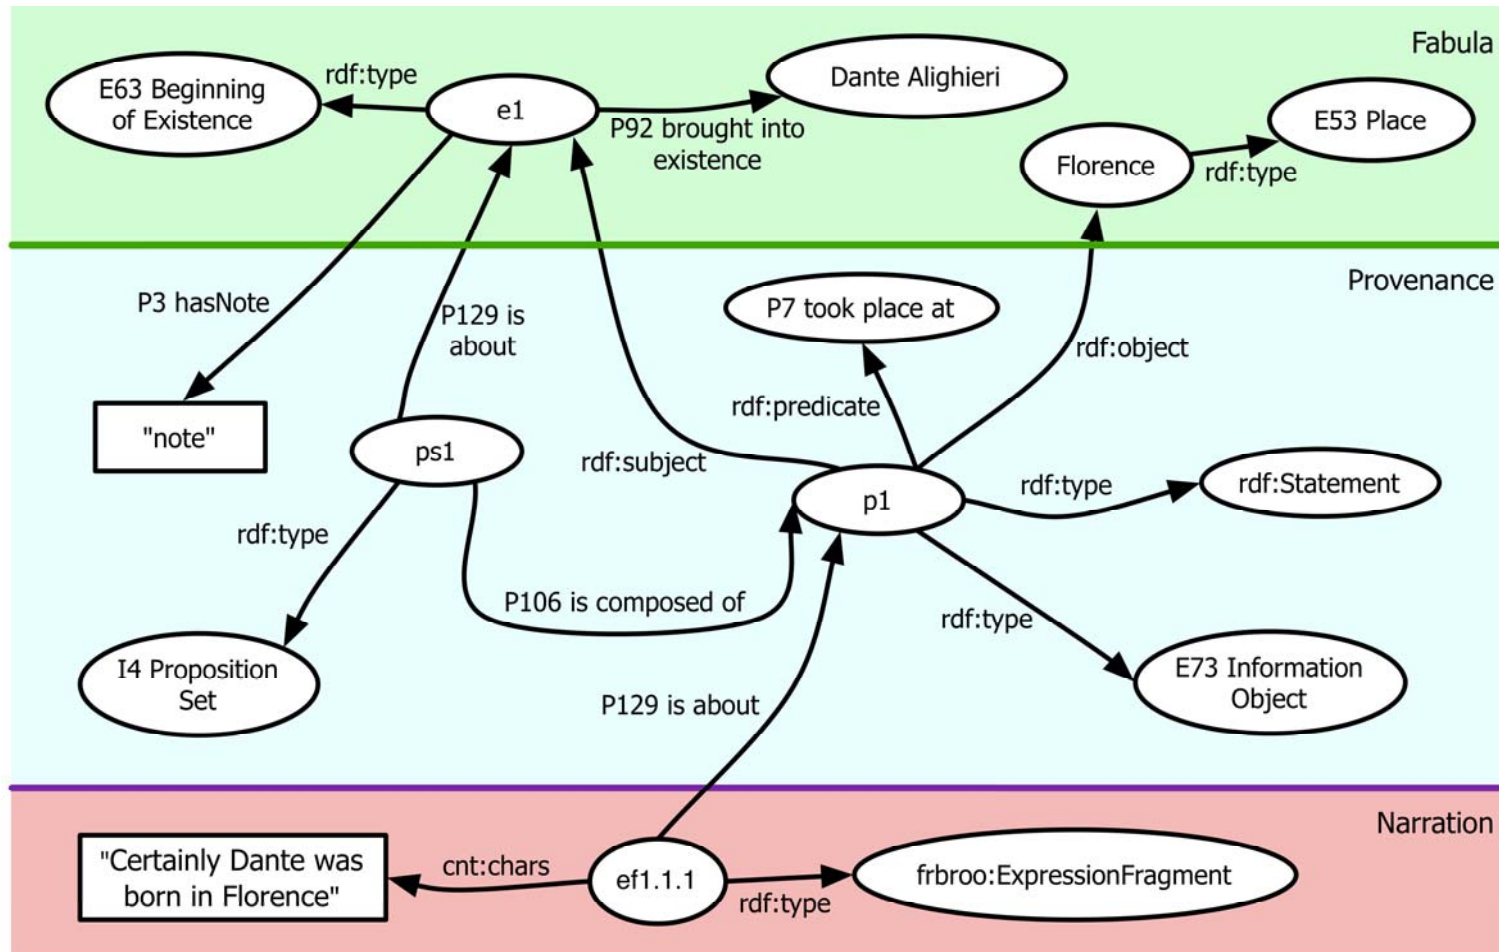 Fabula
E63 Beginning
of Existence
rdf:type
e1
P92 brought into
existence
Dante Alighieri
Florence
rdf:type
E53 Place
Provenance
P3 hasNote
P129 is
about
P7 took place at
rdf:object
rdf:predicate
"note"
ps1
rdf:subject
p1
rdf:type
rdf:Statement
rdf:type
P106 is composed of
rdf:type
I4 Proposition
Set
P129 is about
E73 Information
Object
Narration
"Certainly Dante was
born in Florence"
cnt:chars
ef1.1.1
rdf:type
frbroo:ExpressionFragment